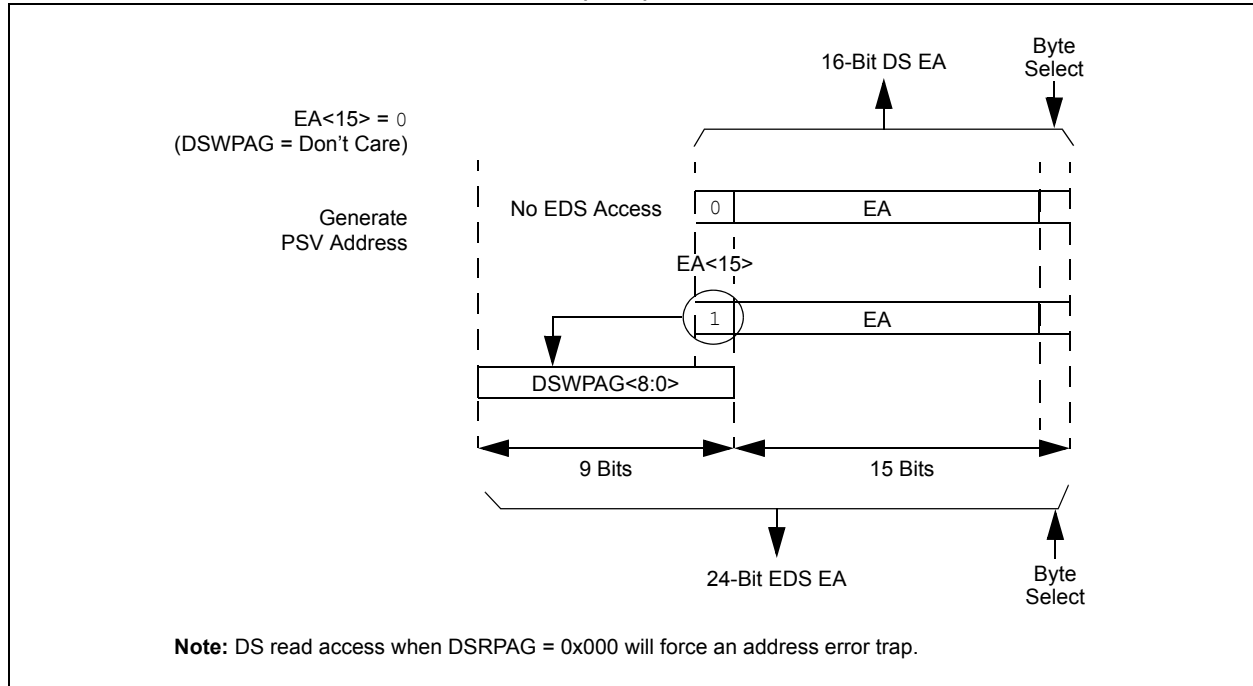 16-Bit DS EA
Byte
Select
EA<15> = 0
(DSWPAG = Don't Care)
No EDS Access
0
EA
Generate
PSV Address
EA<15>
1
EA
DSWPAG<8:0>
9 Bits
15 Bits
24-Bit EDS EA
Byte
Select
Note: DS read access when DSRPAG = 0x000 will force an address error trap.